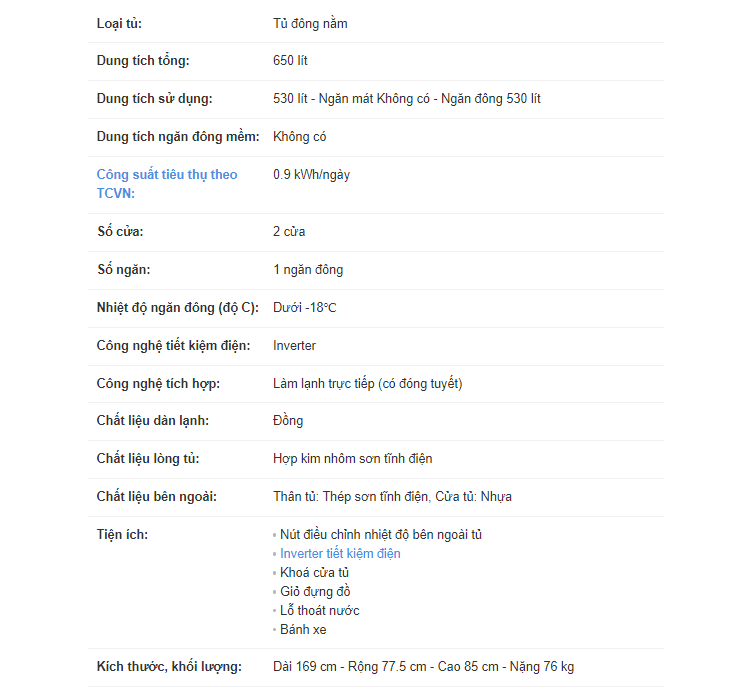 Loại tủ: Tủ đông nằm
Dung tích tổng: 650 lít
Dung tích sử dụng: 530 lít - Ngăn mát Không có - Ngăn đông 530 lít
Dung tích ngăn đông mềm: Không có
Công suất tiêu thụ theo 0.9 kWh/ngày
TCVN:
Số cửa: 2 cửa
Số ngăn: 1 ngăn đông
Nhiệt độ ngăn đông (độ C): Dưới -18℃
Công nghệ tiết kiệm điện: Inverter
Công nghệ tích hợp: Làm lạnh trực tiếp (có đóng tuyết)
Chất liệu dàn lạnh: Đồng
Chất liệu lòng tủ: Hợp kim nhôm sơn tĩnh điện
Chất liệu bên ngoài: Thân tủ: Thép sơn tĩnh điện, Cửa tủ: Nhựa
Tiện ích: • Nút điều chỉnh nhiệt độ bên ngoài tủ
• Inverter tiết kiệm điện
• Khoá cửa tủ
• Giỏ đựng đồ
• Lỗ thoát nước
• Bánh xe
Kích thước, khối lượng: Dài 169 cm - Rộng 77.5 cm - Cao 85 cm - Nặng 76 kg